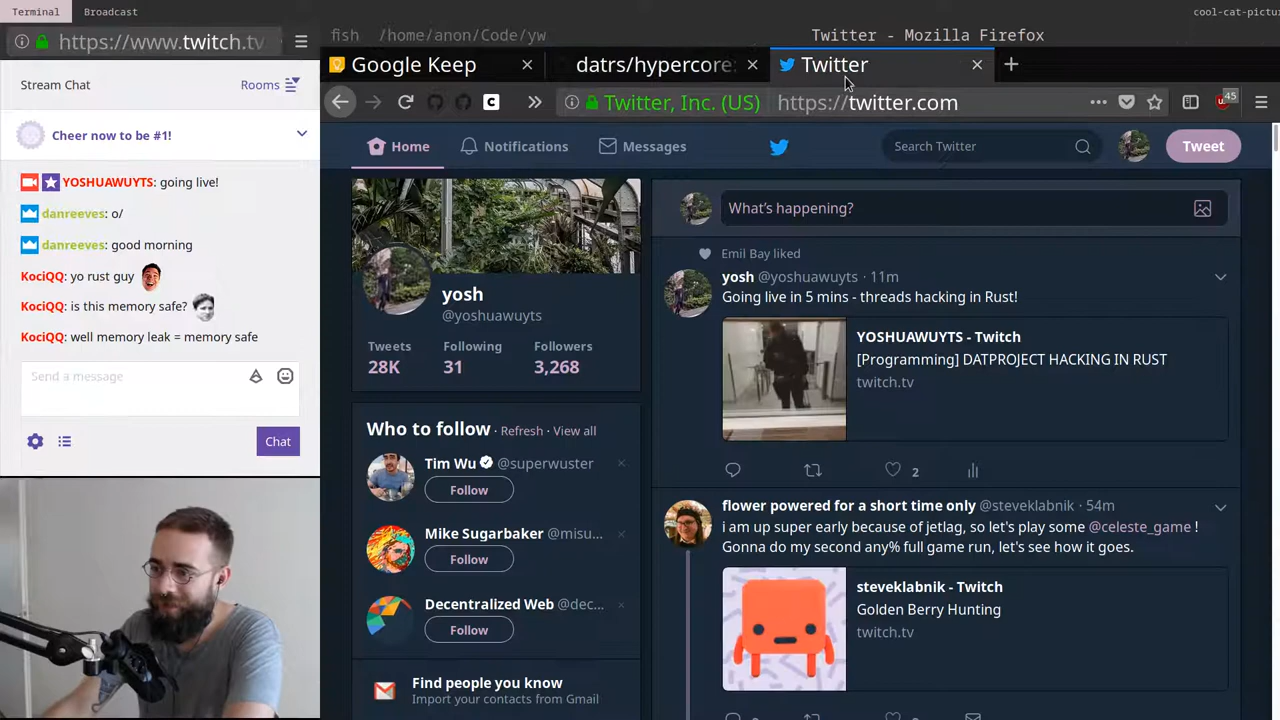 Terminal
Broadcast
cool-cat-pictu
https://www.twitch.tv
fish /home/anon/Code/yw
Twitter - Mozilla Firefox
Google Keep
datrs/hypercore:
Twitter
Twitter, Inc. (US)
https://twitter.com
45
Stream Chat
Rooms
Cheer now to be #1!
YOSHUAWUYTS: going live!
danreeves: o/
danreeves: good morning
KociQQ: yo rust guy
KociQQ: is this memory safe?
KociQQ: well memory leak = memory safe
Send a message
Chat
Home
Notifications
Messages
Search Twitter
Tweet
yosh
@yoshuawuyts
Tweets
Following
Followers
28K
31
3,268
Who to follow · Refresh · View all
Tim Wu @superwuster
Follow
Mike Sugarbaker @misu...
Follow
Decentralized Web @dec...
Follow
Find people you know
Import your contacts from Gmail
What's happening?
Emil Bay liked
yosh @yoshuawuyts · 11m
Going live in 5 mins - threads hacking in Rust!
YOSHUAWUYTS - Twitch
[Programming] DATPROJECT HACKING IN RUST
twitch.tv
2
flower powered for a short time only @steveklabnik · 54m
i am up super early because of jetlag, so let's play some @celeste_game !
Gonna do my second any% full game run, let's see how it goes.
steveklabnik - Twitch
Golden Berry Hunting
twitch.tv